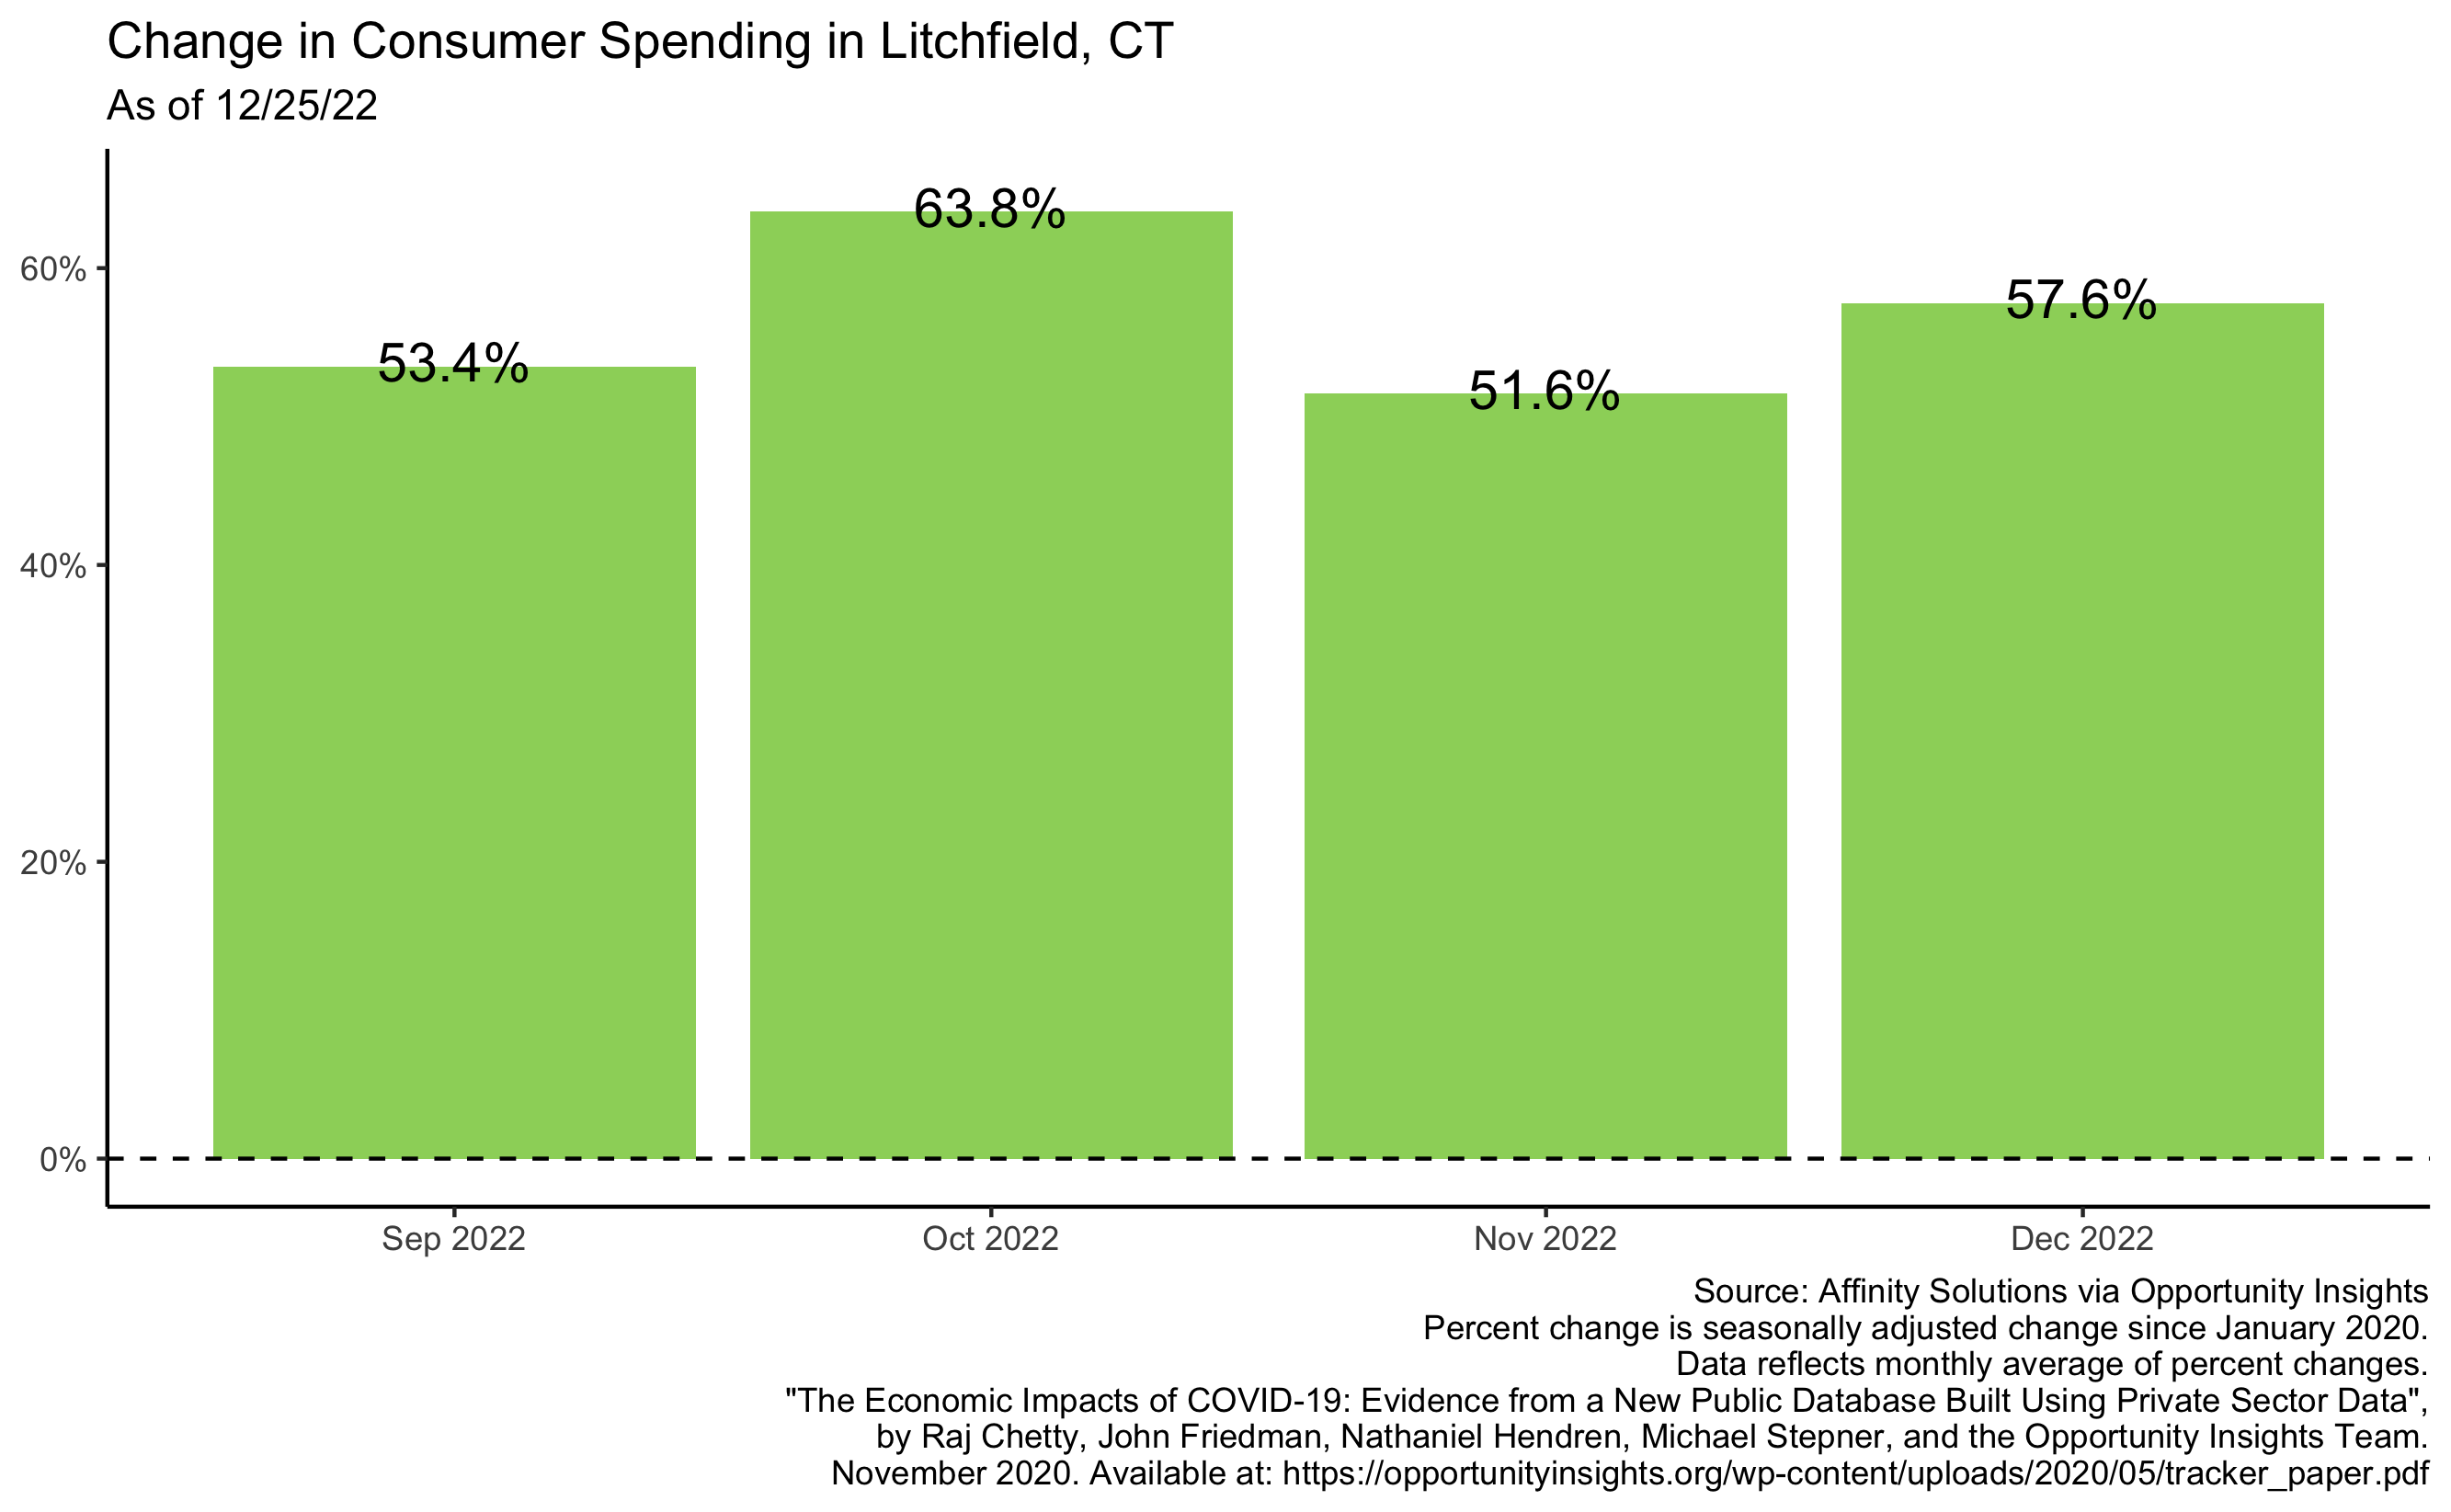 Change in Consumer Spending in Litchfield, CT
As of 12/25/22
63.8%
60%
57.6%
53.4%
51.6%
40%
20%
0%
Sep 2022 Oct 2022 Nov 2022 Dec 2022
Source: Affinity Solutions via Opportunity Insights
Percent change is seasonally adjusted change since January 2020.
Data reflects monthly average of percent changes.
"The Economic Impacts of COVID-19: Evidence from a New Public Database Built Using Private Sector Data",
by Raj Chetty, John Friedman, Nathaniel Hendren, Michael Stepner, and the Opportunity Insights Team.
November 2020. Available at: https://opportunityinsights.org/wp-content/uploads/2020/05/tracker_paper.pdf